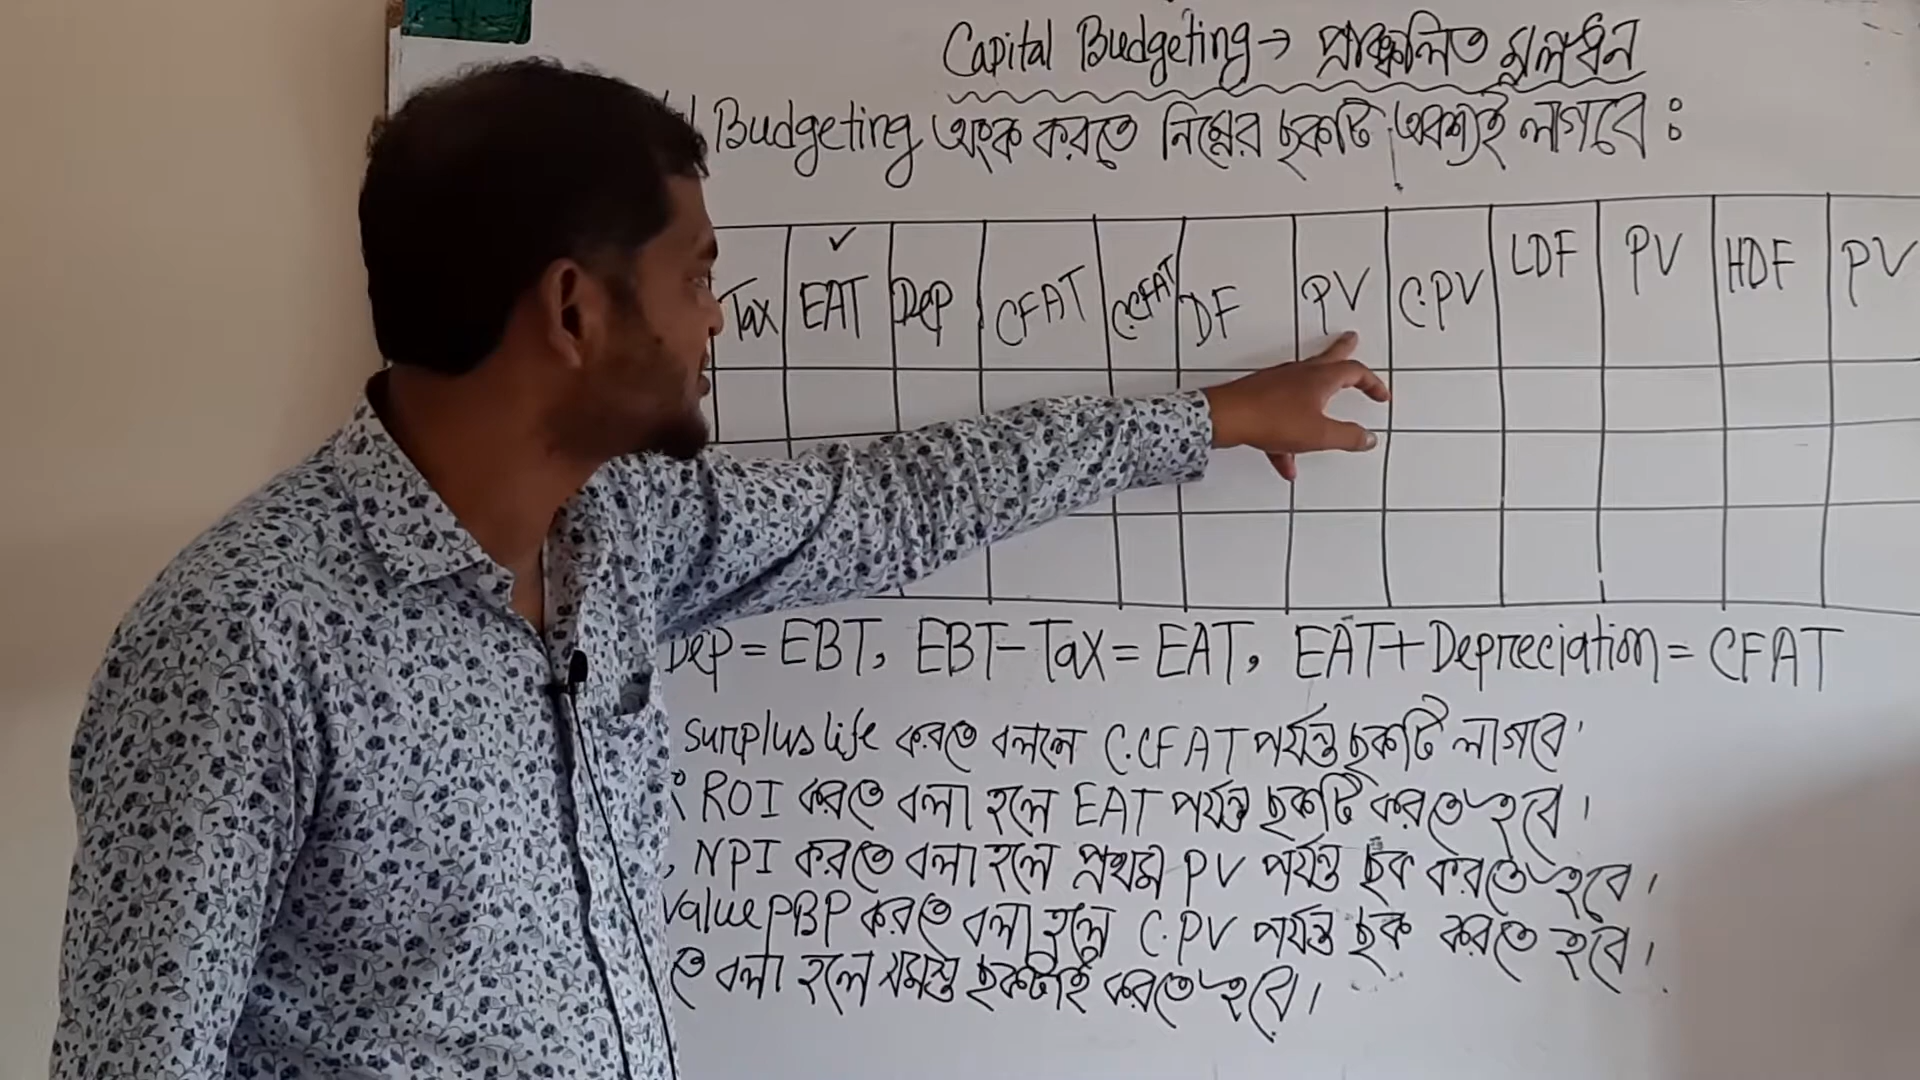 Capital Budgeting → প্রাক্কলিত মূলধন
Budgeting অংক করতে নিম্নের ছকটি অবশ্যই লাগবে :
Tax EAT Dep CFAT C.CFAT DF PV C.PV LDF PV HDF PV
Dep = EBT, EBT - Tax = EAT, EAT + Depreciation = CFAT
surplus life করতে বললে C.CFAT পর্যন্ত ছকটি লাগবে
ROI করতে বলা হলে EAT পর্যন্ত ছকটি করতে হবে।
, NPI করতে বলা হলে প্রথম PV পর্যন্ত ছক করতে হবে।
value PBP করতে বলা হলে C.PV পর্যন্ত ছক করতে হবে।
তে বলা হলে সমস্ত ছকটাই করতে হবে।